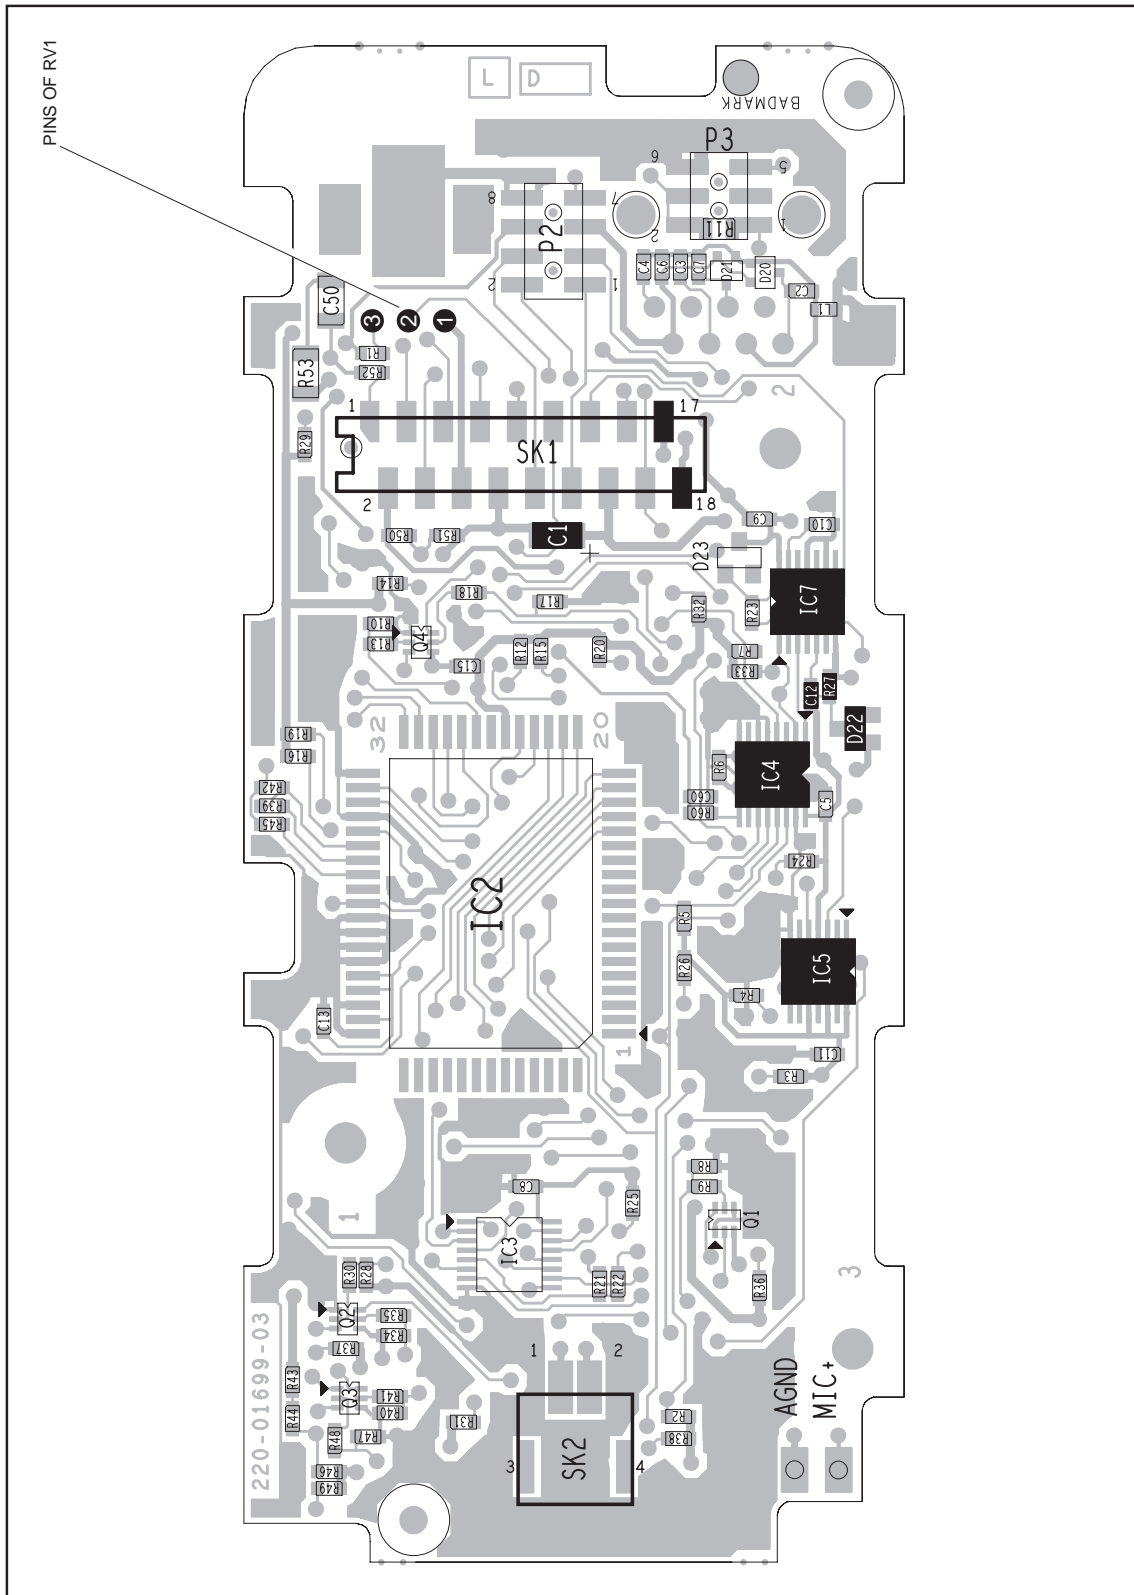 PINS OF RV1
L D
BADMARK
P3
6 5
2 1
R11
8 7
P2
2 1
C4 C6 C3 C7 D21 D20 C2 L1
C50
3 2 1
R1
R52
R53
2
1 17
R29
SK1
2 18
R50 R51 C1 C9 C10
D23
R14 R18 R17 R32 R23 IC7
R10
R13 Q4
C15 R12 R15 R20 R7
R33 C12 R27
D22
R19 32 20
R16
R6 IC4
R42
R39
R45
C60
R60 C5
R24
IC2
R5
R26 IC5
R4
C13
1
C11
R3
1
C8 R25 R8
R9
Q1
IC3
R30 R28 R21 R22 R36
3
220-01699-03
Q2 R35
R34
R37
1 2
R43 R44
Q3 R41
R40
R48 R47
R31
R2
R38
AGND
MIC+
3 SK2 4
R46
R49